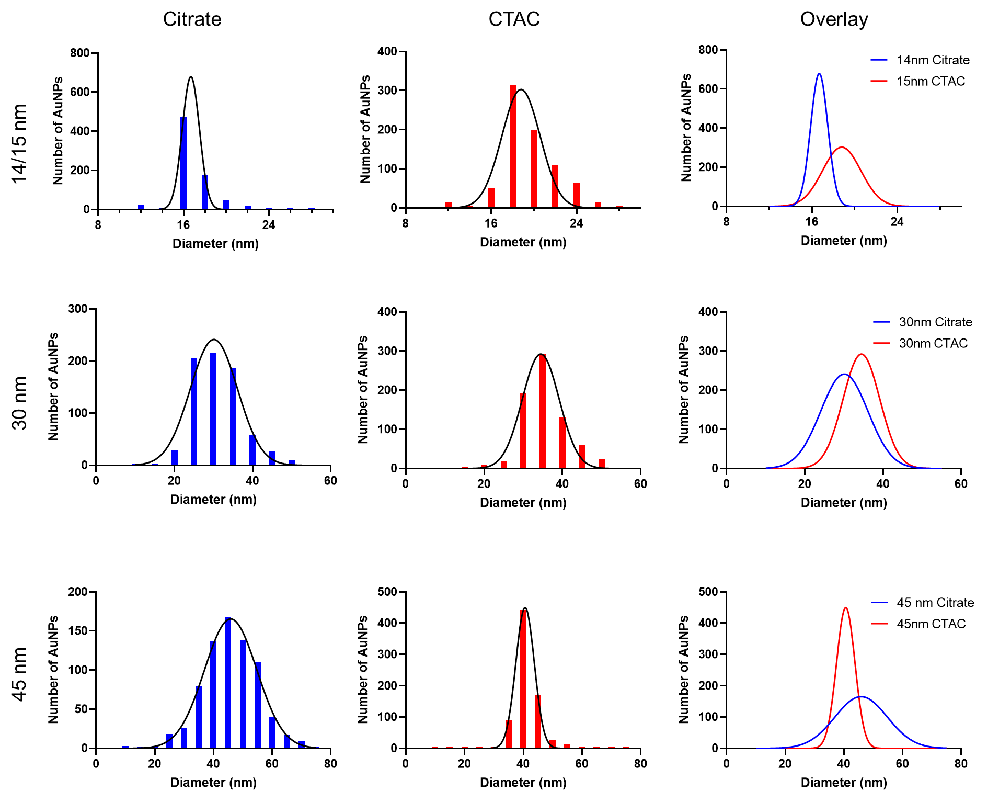 Citrate
CTAC
Overlay
14/15 nm
800
600
400
200
0
8
16
24
Number of AuNPs
Diameter (nm)
400
300
200
100
0
8
16
24
Number of AuNPs
Diameter (nm)
800
600
400
200
0
8
16
24
Number of AuNPs
Diameter (nm)
14nm Citrate
15nm CTAC
30 nm
300
200
100
0
0
20
40
60
Number of AuNPs
Diameter (nm)
400
300
200
100
0
0
20
40
60
Number of AuNPs
Diameter (nm)
400
300
200
100
0
0
20
40
60
Number of AuNPs
Diameter (nm)
30nm Citrate
30nm CTAC
45 nm
200
150
100
50
0
0
20
40
60
80
Number of AuNPs
Diameter (nm)
500
400
300
200
100
0
0
20
40
60
80
Number of AuNPs
Diameter (nm)
500
400
300
200
100
0
0
20
40
60
80
Number of AuNPs
Diameter (nm)
45 nm Citrate
45nm CTAC